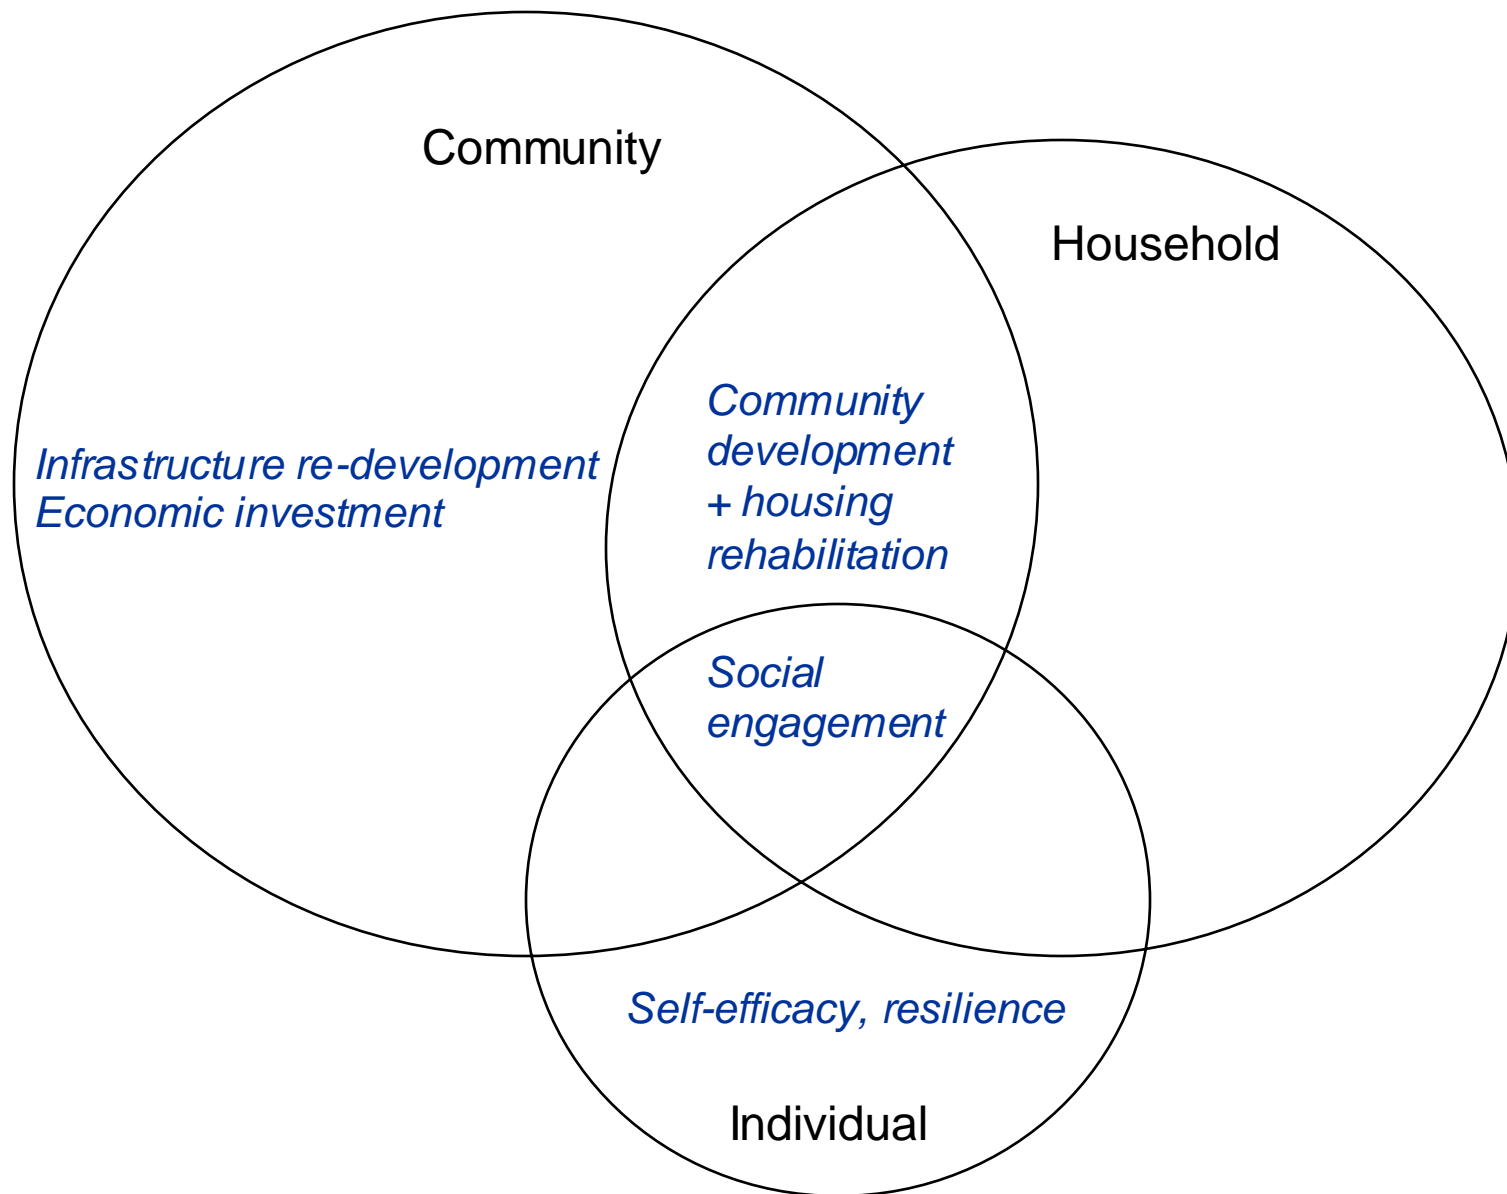 Community
Household
Infrastructure re-development
Economic investment
Community
development
+ housing
rehabilitation
Social
engagement
Self-efficacy, resilience
Individual